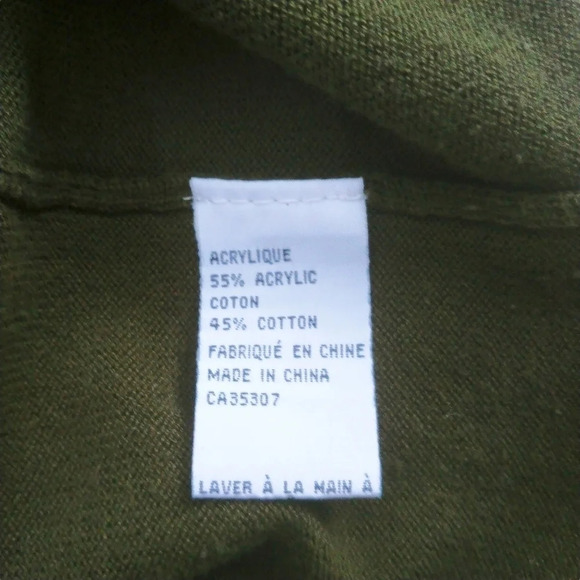 ACRYLIQUE
55% ACRYLIC
COTON
45% COTTON
FABRIQUÉ EN CHINE
MADE IN CHINA
CA35307
LAVER À LA MAIN À